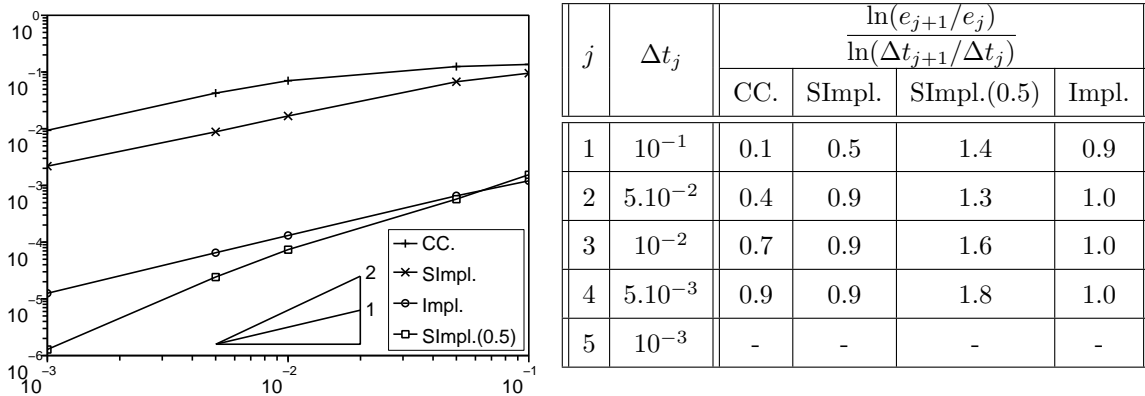 10^0
10^{-1}
10^{-2}
10^{-3}
10^{-4}
10^{-5}
10^{-6}
10^{-3} 10^{-2} 10^{-1}
CC.
SImpl.
Impl.
SImpl.(0.5)
2
1
j Δt_j ln(e_{j+1}/e_j)
ln(Δt_{j+1}/Δt_j)
CC. SImpl. SImpl.(0.5) Impl.
1 10^{-1} 0.1 0.5 1.4 0.9
2 5.10^{-2} 0.4 0.9 1.3 1.0
3 10^{-2} 0.7 0.9 1.6 1.0
4 5.10^{-3} 0.9 0.9 1.8 1.0
5 10^{-3} - - - -